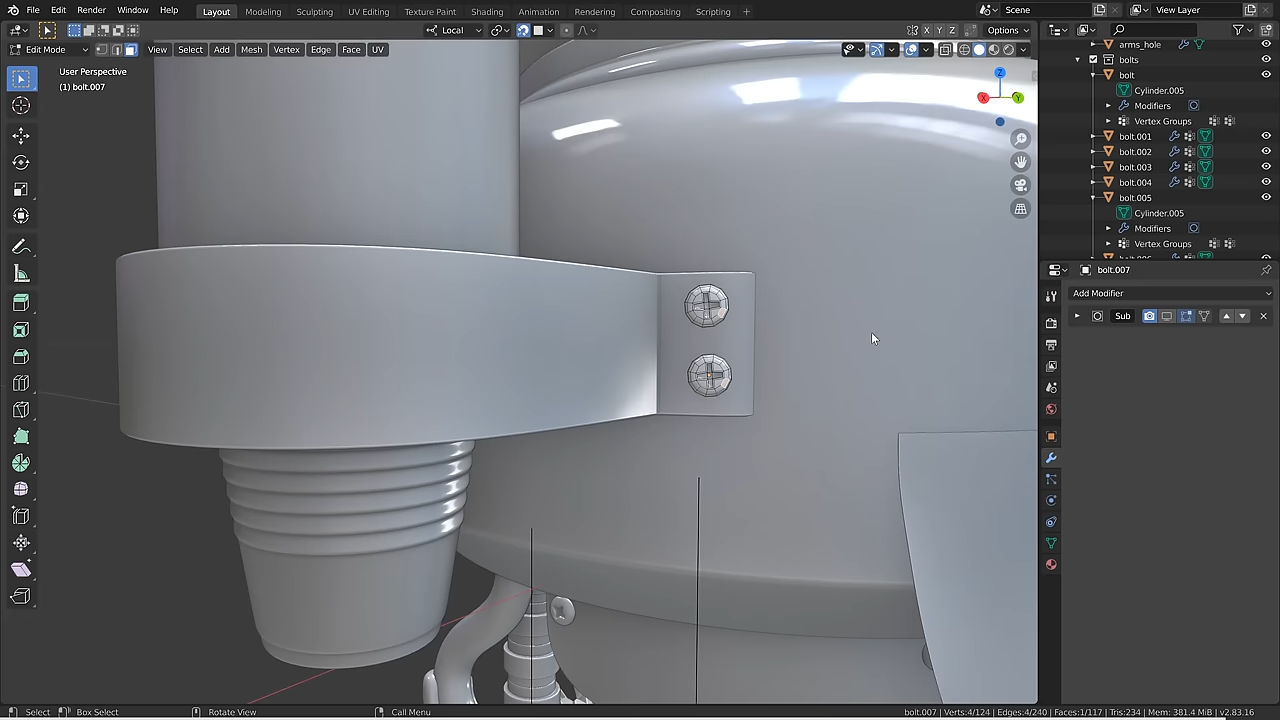 File Edit Render Window Help Layout Modeling Sculpting UV Editing Texture Paint Shading Animation Rendering Compositing Scripting + Scene View Layer
Local X Y Z Options
Edit Mode View Select Add Mesh Vertex Edge Face UV
User Perspective
(1) bolt.007
Z
X Y
arms_hole
bolts
bolt
Cylinder.005
Modifiers
Vertex Groups
bolt.001
bolt.002
bolt.003
bolt.004
bolt.005
Cylinder.005
Modifiers
Vertex Groups
bolt.007
Add Modifier
Sub
Select Box Select Rotate View Call Menu bolt.007 | Verts:4/124 | Edges:4/240 | Faces:1/117 | Tris:234 | Mem: 381.4 MiB | v2.83.16